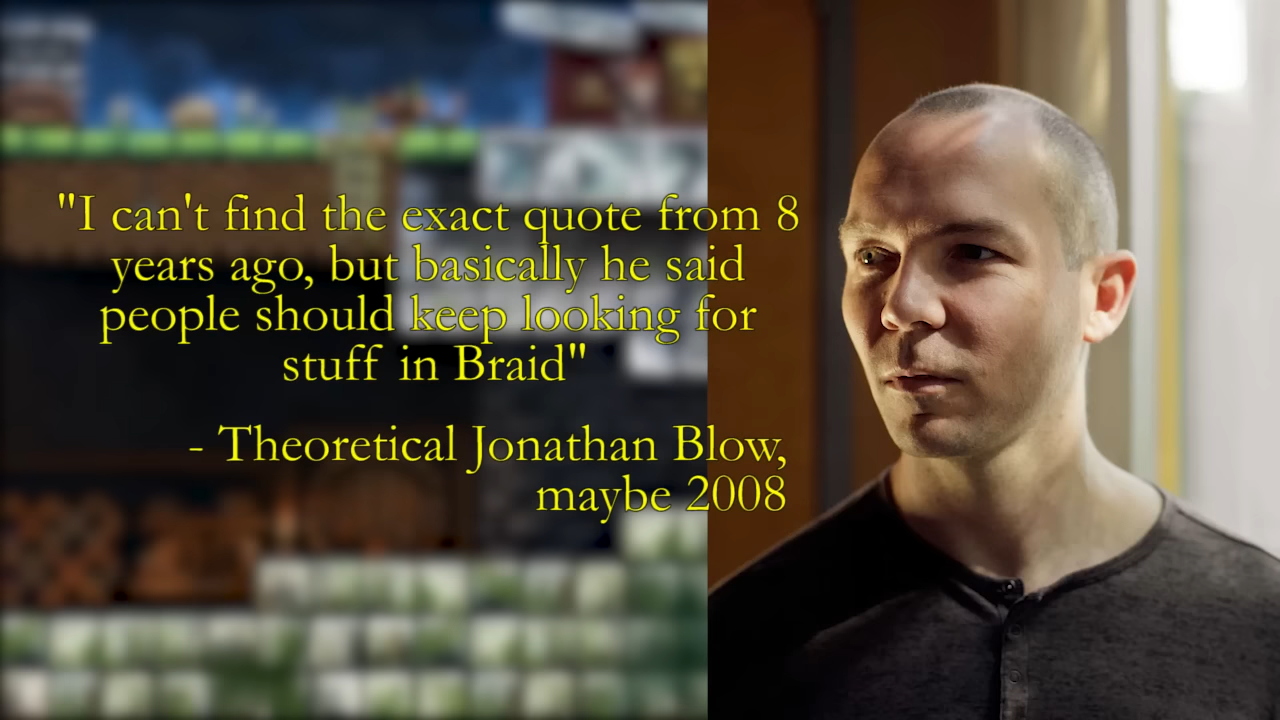 "I can't find the exact quote from 8
years ago, but basically he said
people should keep looking for
stuff in Braid"
- Theoretical Jonathan Blow,
maybe 2008